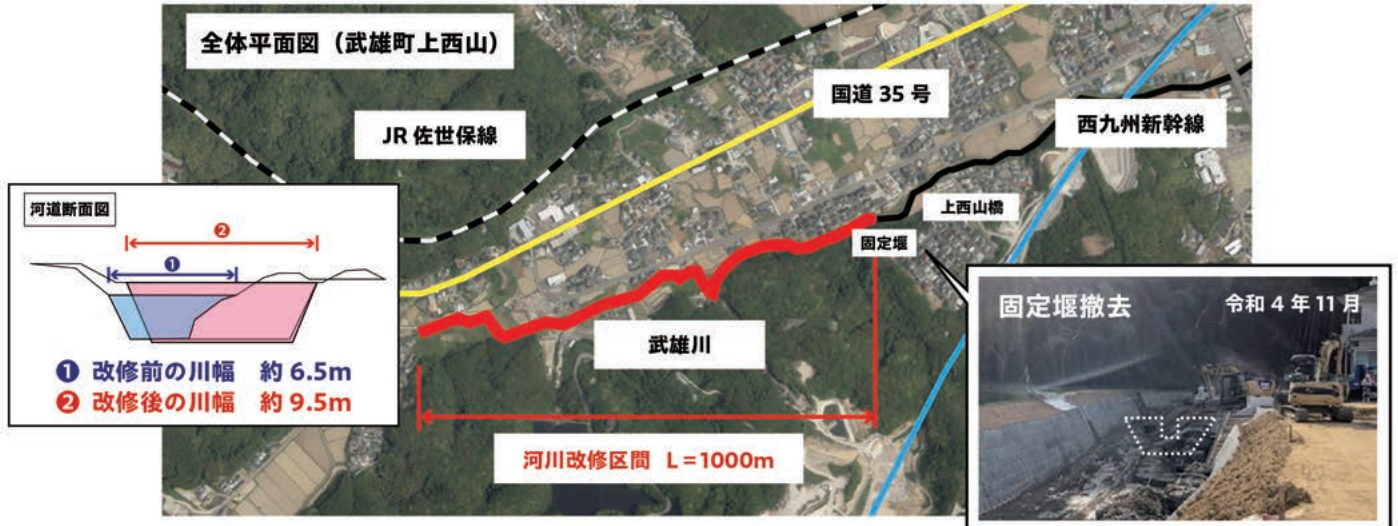 全体平面図（武雄町上西山）
国道 35 号
JR 佐世保線
西九州新幹線
上西山橋
固定堰
武雄川
河川改修区間 L=1000m
河道断面図
❷
❶
❶ 改修前の川幅 約 6.5m
❷ 改修後の川幅 約 9.5m
固定堰撤去 令和 4 年 11 月